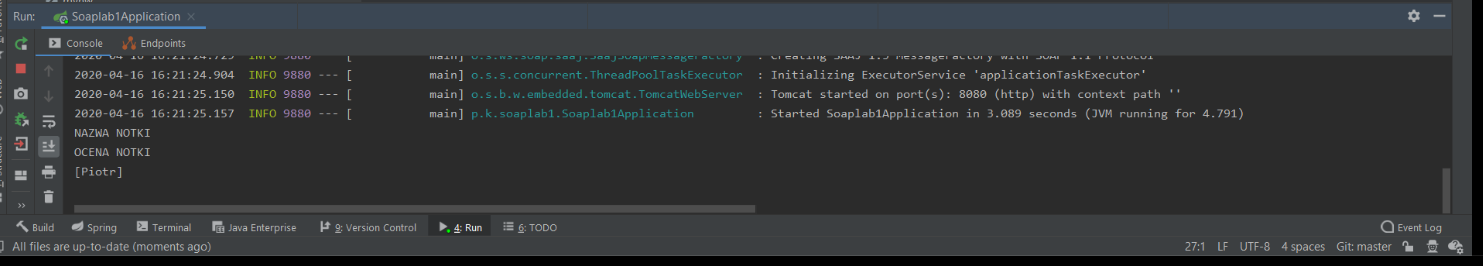 Run: Soaplab1Application
Console Endpoints
2020-04-16 16:21:24.904 INFO 9880 --- [ main] o.s.s.concurrent.ThreadPoolTaskExecutor : Initializing ExecutorService 'applicationTaskExecutor'
2020-04-16 16:21:25.150 INFO 9880 --- [ main] o.s.b.w.embedded.tomcat.TomcatWebServer : Tomcat started on port(s): 8080 (http) with context path ''
2020-04-16 16:21:25.157 INFO 9880 --- [ main] p.k.soaplab1.Soaplab1Application : Started Soaplab1Application in 3.089 seconds (JVM running for 4.791)
NAZWA NOTKI
OCENA NOTKI
[Piotr]
Build Spring Terminal Java Enterprise 9: Version Control 4: Run 6: TODO Event Log
All files are up-to-date (moments ago) 27:1 LF UTF-8 4 spaces Git: master